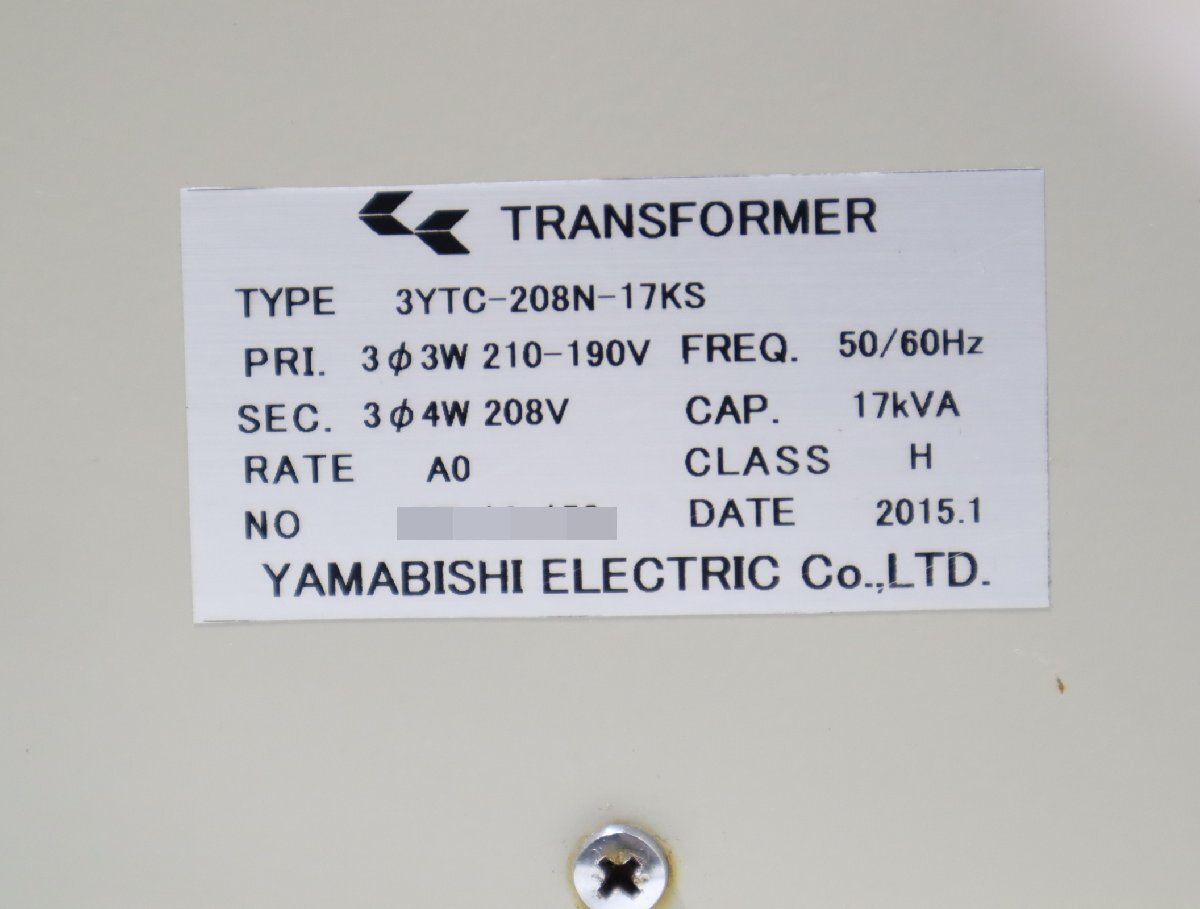 TRANSFORMER
TYPE 3YTC-208N-17KS
PRI. 3φ3W 210-190V FREQ. 50/60Hz
SEC. 3φ4W 208V CAP. 17kVA
RATE A0 CLASS H
NO DATE 2015.1
YAMABISHI ELECTRIC Co.,LTD.